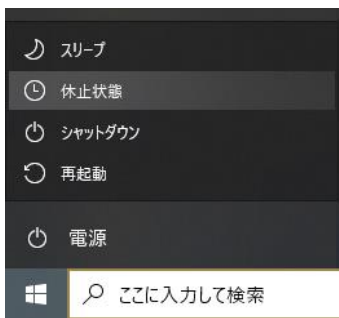 スリープ
休止状態
シャットダウン
再起動
電源
ここに入力して検索